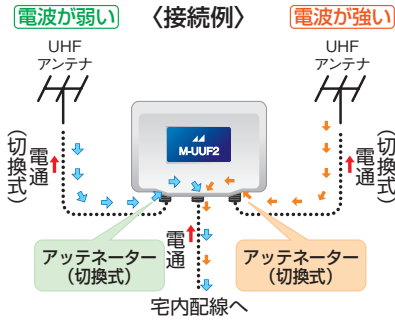 電波が弱い
〈接続例〉
電波が強い
UHF
アンテナ
UHF
アンテナ
M-UUF2
電通
(切換式)
電通
(切換式)
電通
アッテネーター
(切換式)
アッテネーター
(切換式)
宅内配線へ